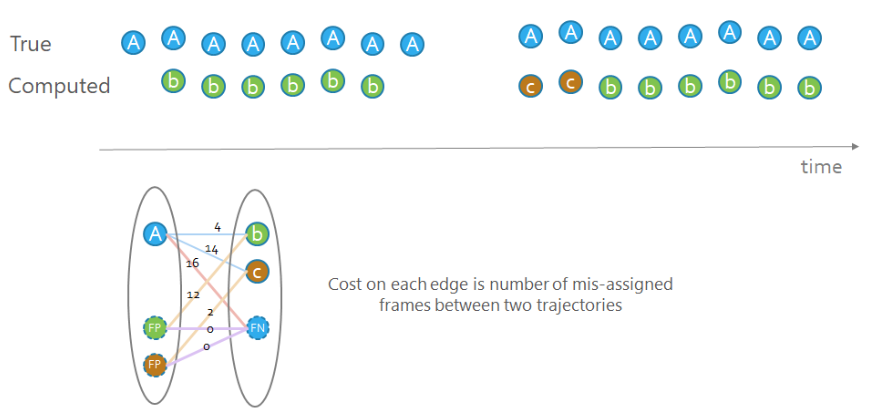 True A A A A A A A A A A A A A A A A
Computed b b b b b b c c b b b b b b
time
A 4 b
14
16 c
12
2
FP 0 FN
0
FP
Cost on each edge is number of mis-assigned
frames between two trajectories